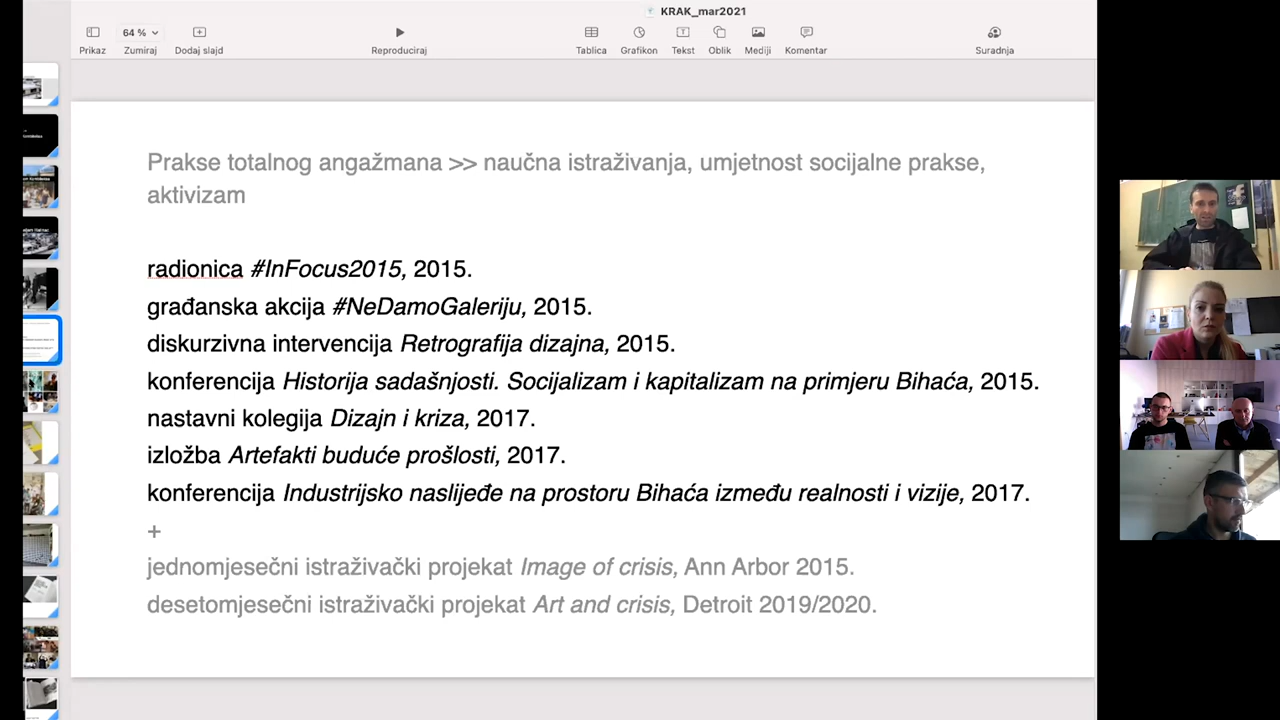 KRAK_mar2021
64 %
Prikaz Zumiraj Dodaj slajd Reproduciraj Tablica Grafikon Tekst Oblik Mediji Komentar Suradnja
Prakse totalnog angažmana >> naučna istraživanja, umjetnost socijalne prakse,
aktivizam
radionica #InFocus2015, 2015.
građanska akcija #NeDamoGaleriju, 2015.
diskurzivna intervencija Retrografija dizajna, 2015.
konferencija Historija sadašnjosti. Socijalizam i kapitalizam na primjeru Bihaća, 2015.
nastavni kolegija Dizajn i kriza, 2017.
izložba Artefakti buduće prošlosti, 2017.
konferencija Industrijsko naslijeđe na prostoru Bihaća između realnosti i vizije, 2017.
+
jednomjesečni istraživački projekat Image of crisis, Ann Arbor 2015.
desetomjesečni istraživački projekat Art and crisis, Detroit 2019/2020.